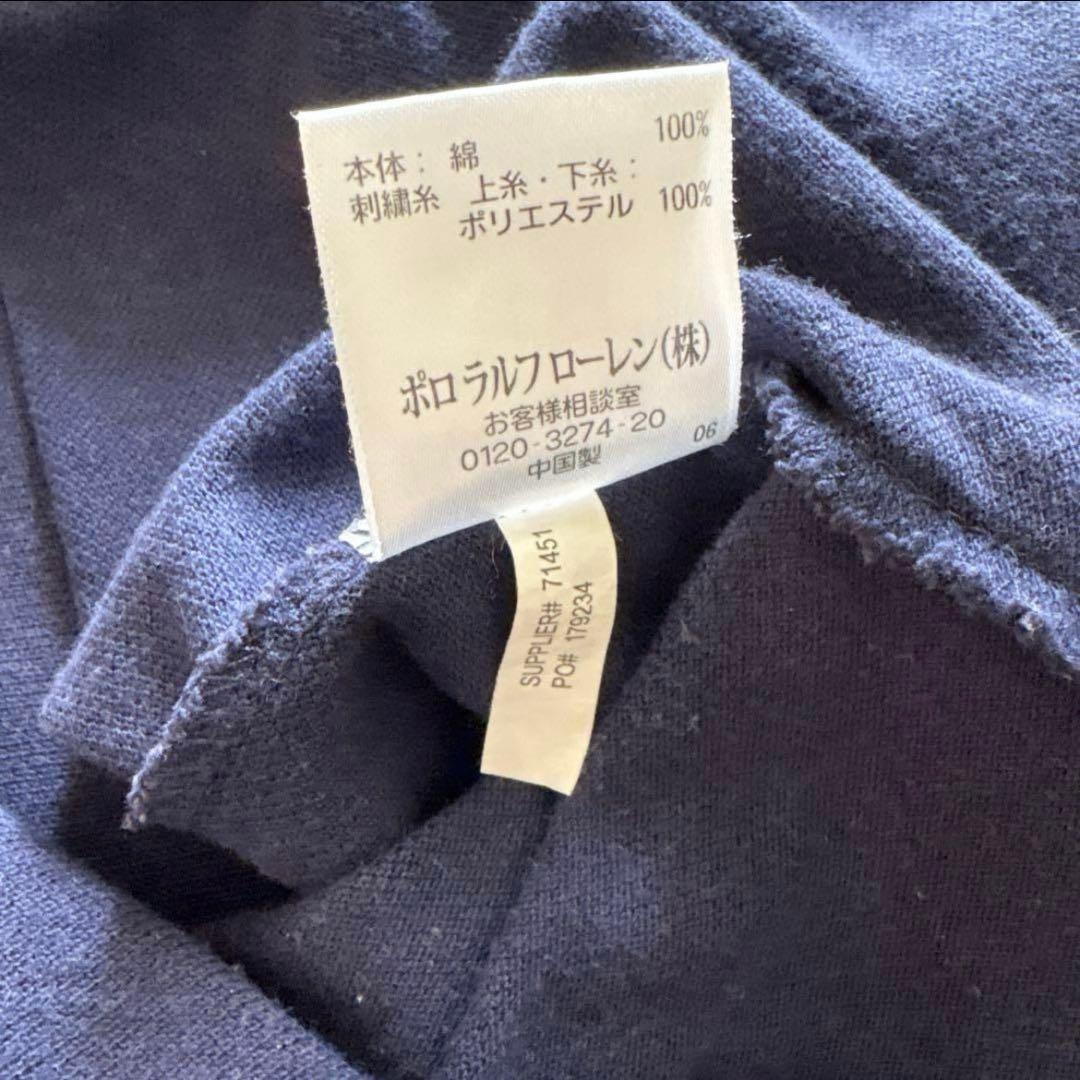 本体: 綿 100%
刺繍糸 上糸・下糸:
ポリエステル 100%
ポロ ラルフ ローレン(株)
お客様相談室
0120-3274-20
中国製 06
SUPPLIER# 71451
PO# 179234